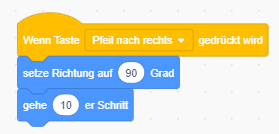 Wenn Taste Pfeil nach rechts gedrückt wird
setze Richtung auf 90 Grad
gehe 10 er Schritt